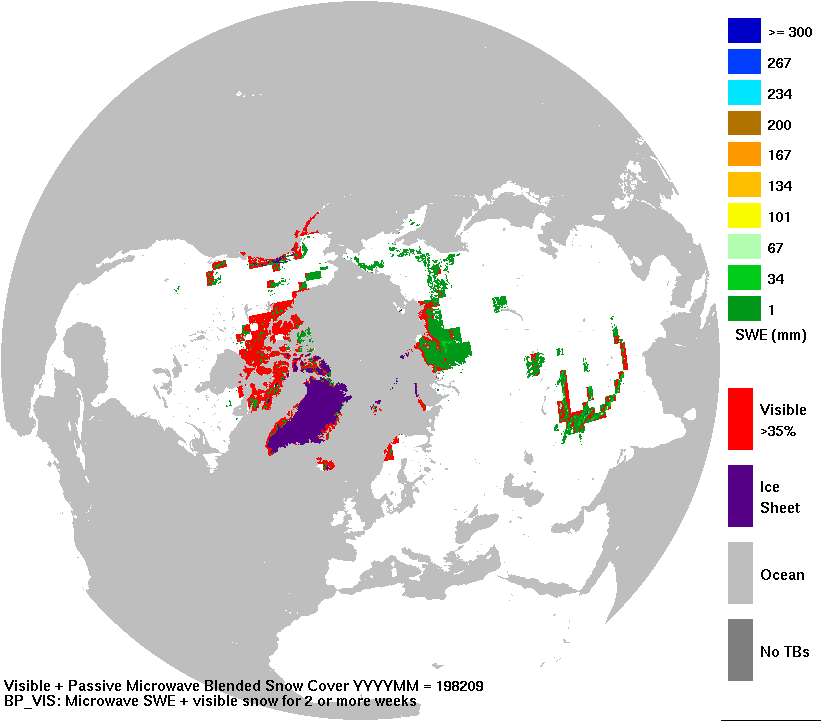 >= 300
267
234
200
167
134
101
67
34
1
SWE (mm)
Visible
>35%
Ice
Sheet
Ocean
No TBs
Visible + Passive Microwave Blended Snow Cover YYYYMM = 198209
BP_VIS: Microwave SWE + visible snow for 2 or more weeks